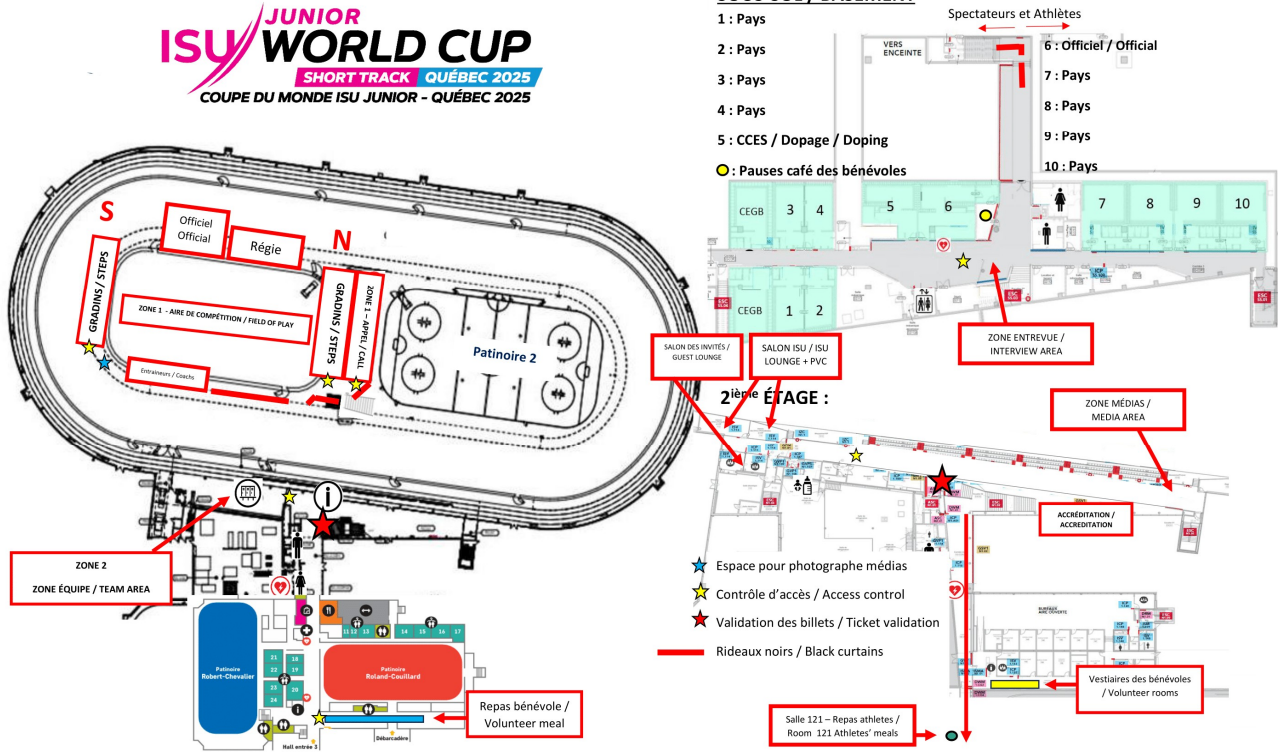 JUNIOR
ISU WORLD CUP
SHORT TRACK QUÉBEC 2025
COUPE DU MONDE ISU JUNIOR - QUÉBEC 2025
1 : Pays
2 : Pays
3 : Pays
4 : Pays
5 : CCES / Dopage / Doping
: Pauses café des bénévoles
Spectateurs et Athlètes
6 : Officiel / Official
7 : Pays
8 : Pays
9 : Pays
10 : Pays
VERS
ENCEINTE
CEGB
3
4
5
6
7
8
9
10
CEGB
1
2
ICP
ESC
ESC
ESC
ZONE ENTREVUE /
INTERVIEW AREA
S
Officiel
Official
Régie
N
GRADINS / STEPS
ZONE 1 - AIRE DE COMPÉTITION / FIELD OF PLAY
GRADINS / STEPS
ZONE 1 – APPEL / CALL
Entraineurs / Coachs
Patinoire 2
SALON DES INVITÉS /
GUEST LOUNGE
SALON ISU / ISU
LOUNGE + PVC
2ième ÉTAGE :
ZONE MÉDIAS /
MEDIA AREA
ACCRÉDITATION /
ACCREDITATION
ZONE 2
ZONE ÉQUIPE / TEAM AREA
i
Espace pour photographe médias
Contrôle d’accès / Access control
Validation des billets / Ticket validation
Rideaux noirs / Black curtains
BUREAUX
AIRE OUVERTE
Vestiaires des bénévoles
/ Volunteer rooms
Salle 121 – Repas athletes /
Room 121 Athletes’ meals
11 12 13
14
15
16
17
21
18
22
19
23
20
24
Patinoire
Robert-Chevalier
Patinoire
Roland-Couillard
Repas bénévole /
Volunteer meal
Hall entrée 3
Débarcadère